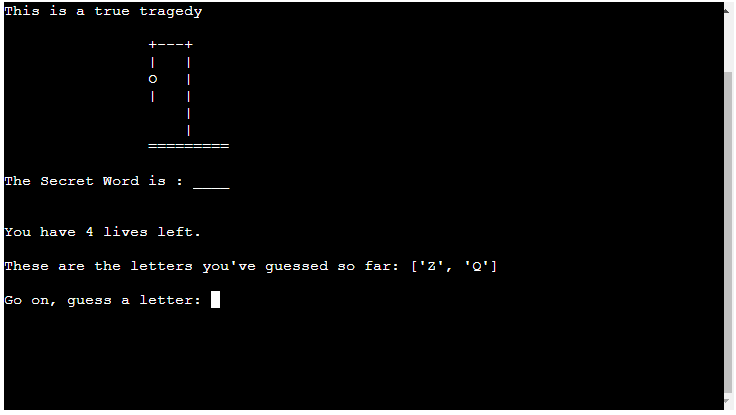 This is a true tragedy
+---+
|   |
O   |
|   |
    |
    |
=========
The Secret Word is : ____
You have 4 lives left.
These are the letters you've guessed so far: ['Z', 'Q']
Go on, guess a letter: